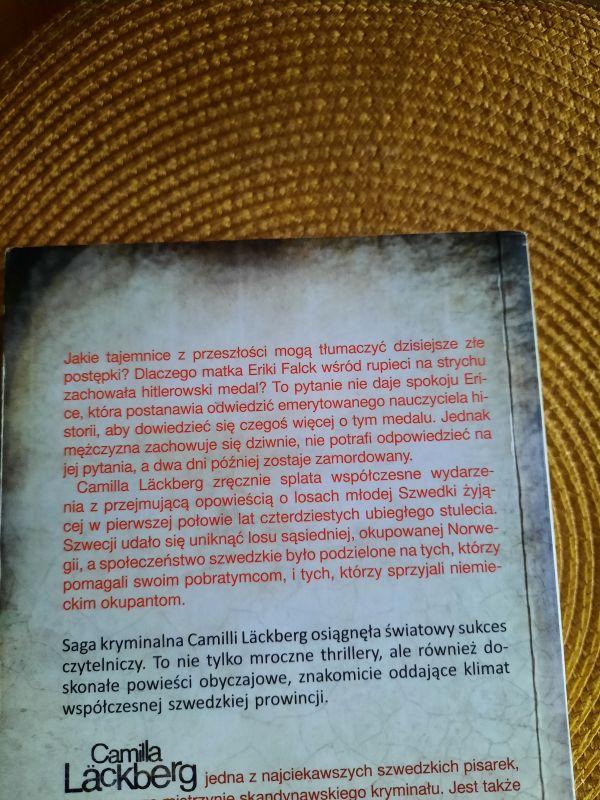 Jakie tajemnice z przeszłości mogą tłumaczyć dzisiejsze złe
postępki? Dlaczego matka Eriki Falck wśród rupieci na strychu
zachowała hitlerowski medal? To pytanie nie daje spokoju Eri-
ce, która postanawia odwiedzić emerytowanego nauczyciela hi-
storii, aby dowiedzieć się czegoś więcej o tym medalu. Jednak
mężczyzna zachowuje się dziwnie, nie potrafi odpowiedzieć na
jej pytania, a dwa dni później zostaje zamordowany.
Camilla Läckberg zręcznie splata współczesne wydarze-
nia z przejmującą opowieścią o losach młodej Szwedki żyją-
cej w pierwszej połowie lat czterdziestych ubiegłego stulecia.
Szwecji udało się uniknąć losu sąsiedniej, okupowanej Norwe-
gii, a społeczeństwo szwedzkie było podzielone na tych, którzy
pomagali swoim pobratymcom, i tych, którzy sprzyjali niemie-
ckim okupantom.
Saga kryminalna Camilli Läckberg osiągnęła światowy sukces
czytelniczy. To nie tylko mroczne thrillery, ale również do-
skonałe powieści obyczajowe, znakomicie oddające klimat
współczesnej szwedzkiej prowincji.
Camilla
Läckberg jedna z najciekawszych szwedzkich pisarek,
mistrzynię skandynawskiego kryminału. Jest także